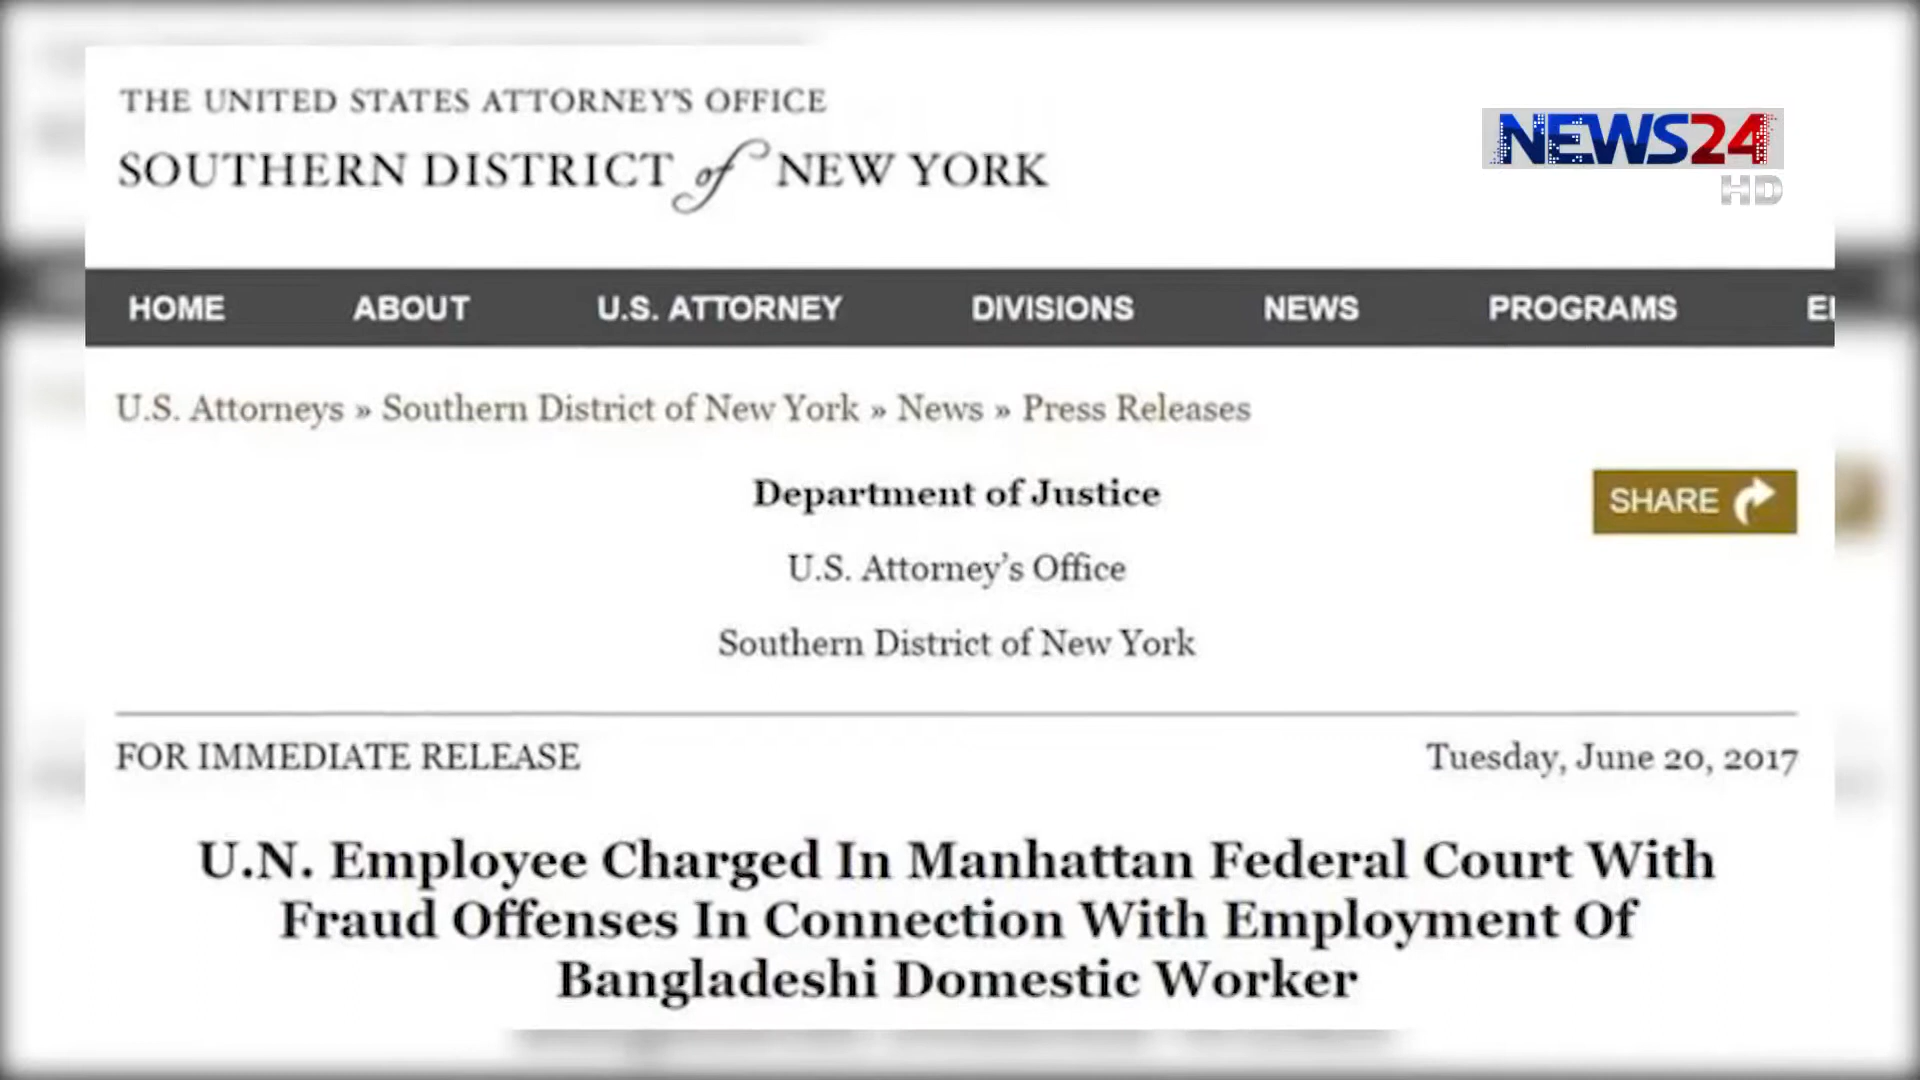 THE UNITED STATES ATTORNEY'S OFFICE
SOUTHERN DISTRICT of NEW YORK
NEWS24
HD
HOME ABOUT U.S. ATTORNEY DIVISIONS NEWS PROGRAMS
U.S. Attorneys » Southern District of New York » News » Press Releases
Department of Justice
SHARE
U.S. Attorney’s Office
Southern District of New York
FOR IMMEDIATE RELEASE Tuesday, June 20, 2017
U.N. Employee Charged In Manhattan Federal Court With
Fraud Offenses In Connection With Employment Of
Bangladeshi Domestic Worker